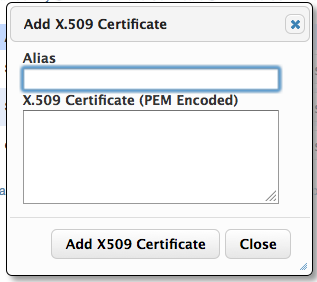 Add X.509 Certificate
Alias
X.509 Certificate (PEM Encoded)
Add X509 Certificate
Close